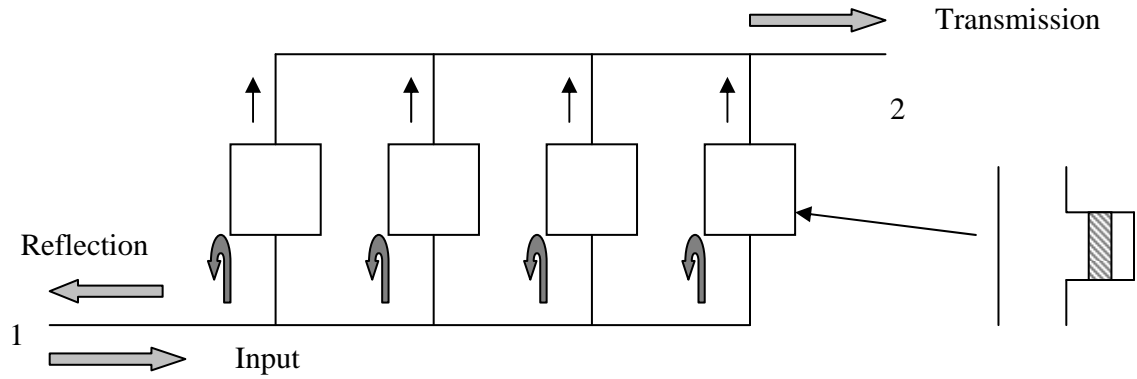 Transmission
2
Reflection
1
Input